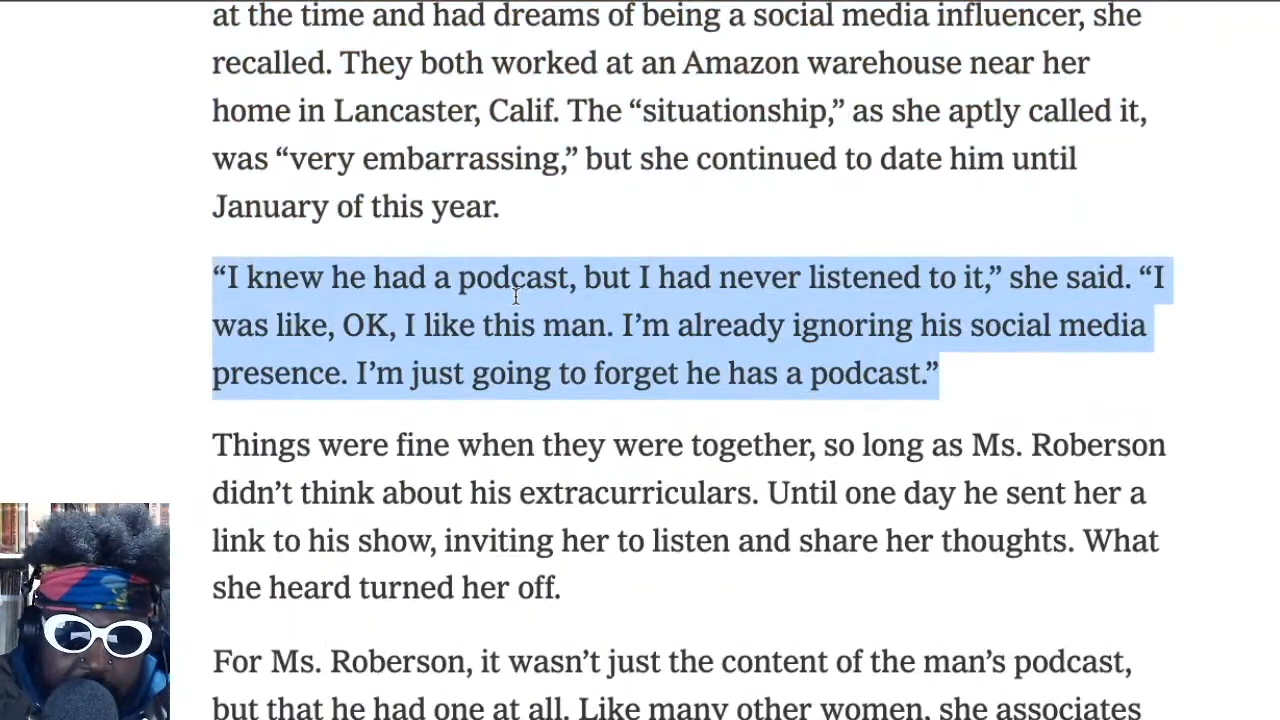 at the time and had dreams of being a social media influencer, she
recalled. They both worked at an Amazon warehouse near her
home in Lancaster, Calif. The “situationship,” as she aptly called it,
was “very embarrassing,” but she continued to date him until
January of this year.
“I knew he had a podcast, but I had never listened to it,” she said. “I
was like, OK, I like this man. I’m already ignoring his social media
presence. I’m just going to forget he has a podcast.”
Things were fine when they were together, so long as Ms. Roberson
didn’t think about his extracurriculars. Until one day he sent her a
link to his show, inviting her to listen and share her thoughts. What
she heard turned her off.
For Ms. Roberson, it wasn’t just the content of the man’s podcast,
but that he had one at all. Like many other women, she associates